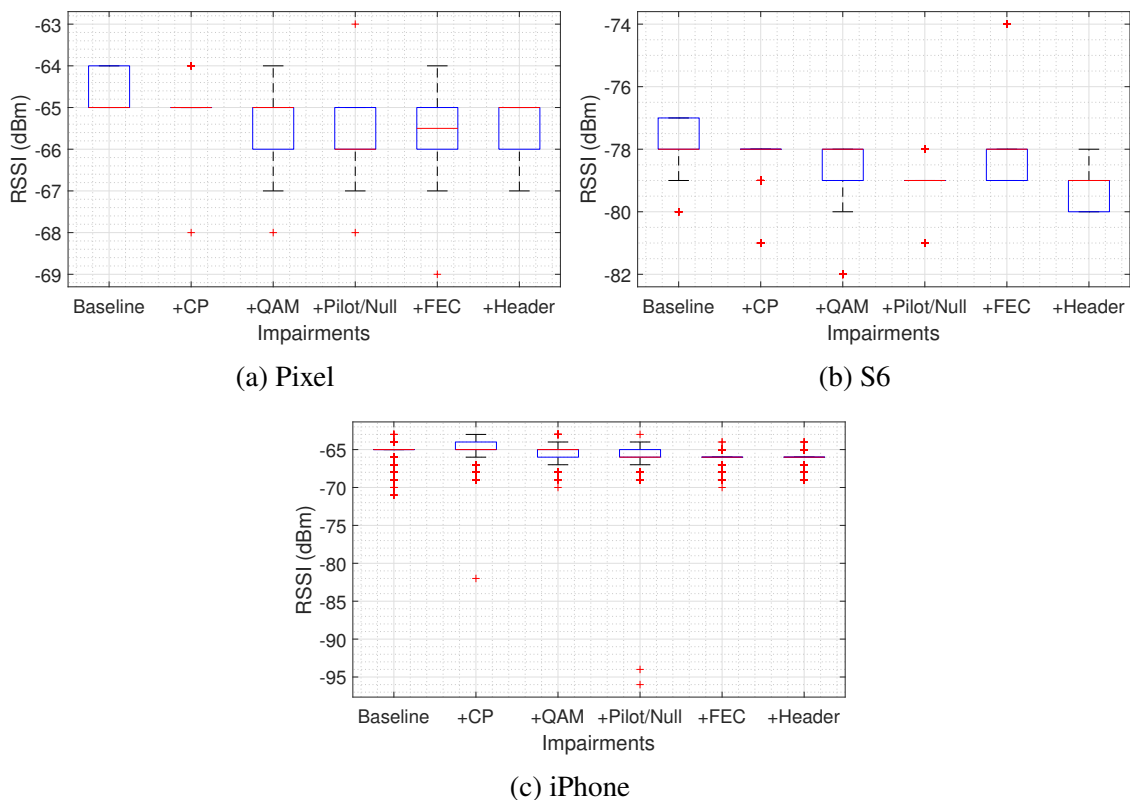 -63
-64
-65
-66
-67
-68
-69
RSSI (dBm)
Baseline +CP +QAM +Pilot/Null +FEC +Header
Impairments
(a) Pixel
-74
-76
-78
-80
-82
RSSI (dBm)
Baseline +CP +QAM +Pilot/Null +FEC +Header
Impairments
(b) S6
-65
-70
-75
-80
-85
-90
-95
RSSI (dBm)
Baseline +CP +QAM +Pilot/Null +FEC +Header
Impairments
(c) iPhone